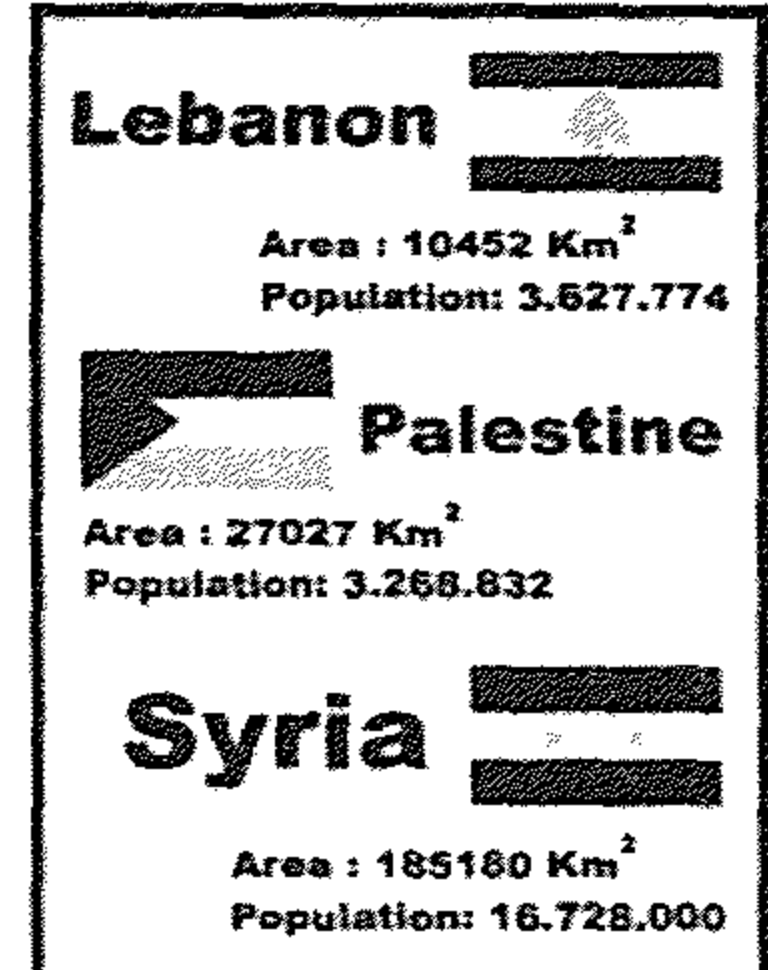 Lebanon
Area : 10452 Km²
Population: 3.627.774
Palestine
Area : 27027 Km²
Population: 3.268.832
Syria
Area : 185180 Km²
Population: 16.728.000